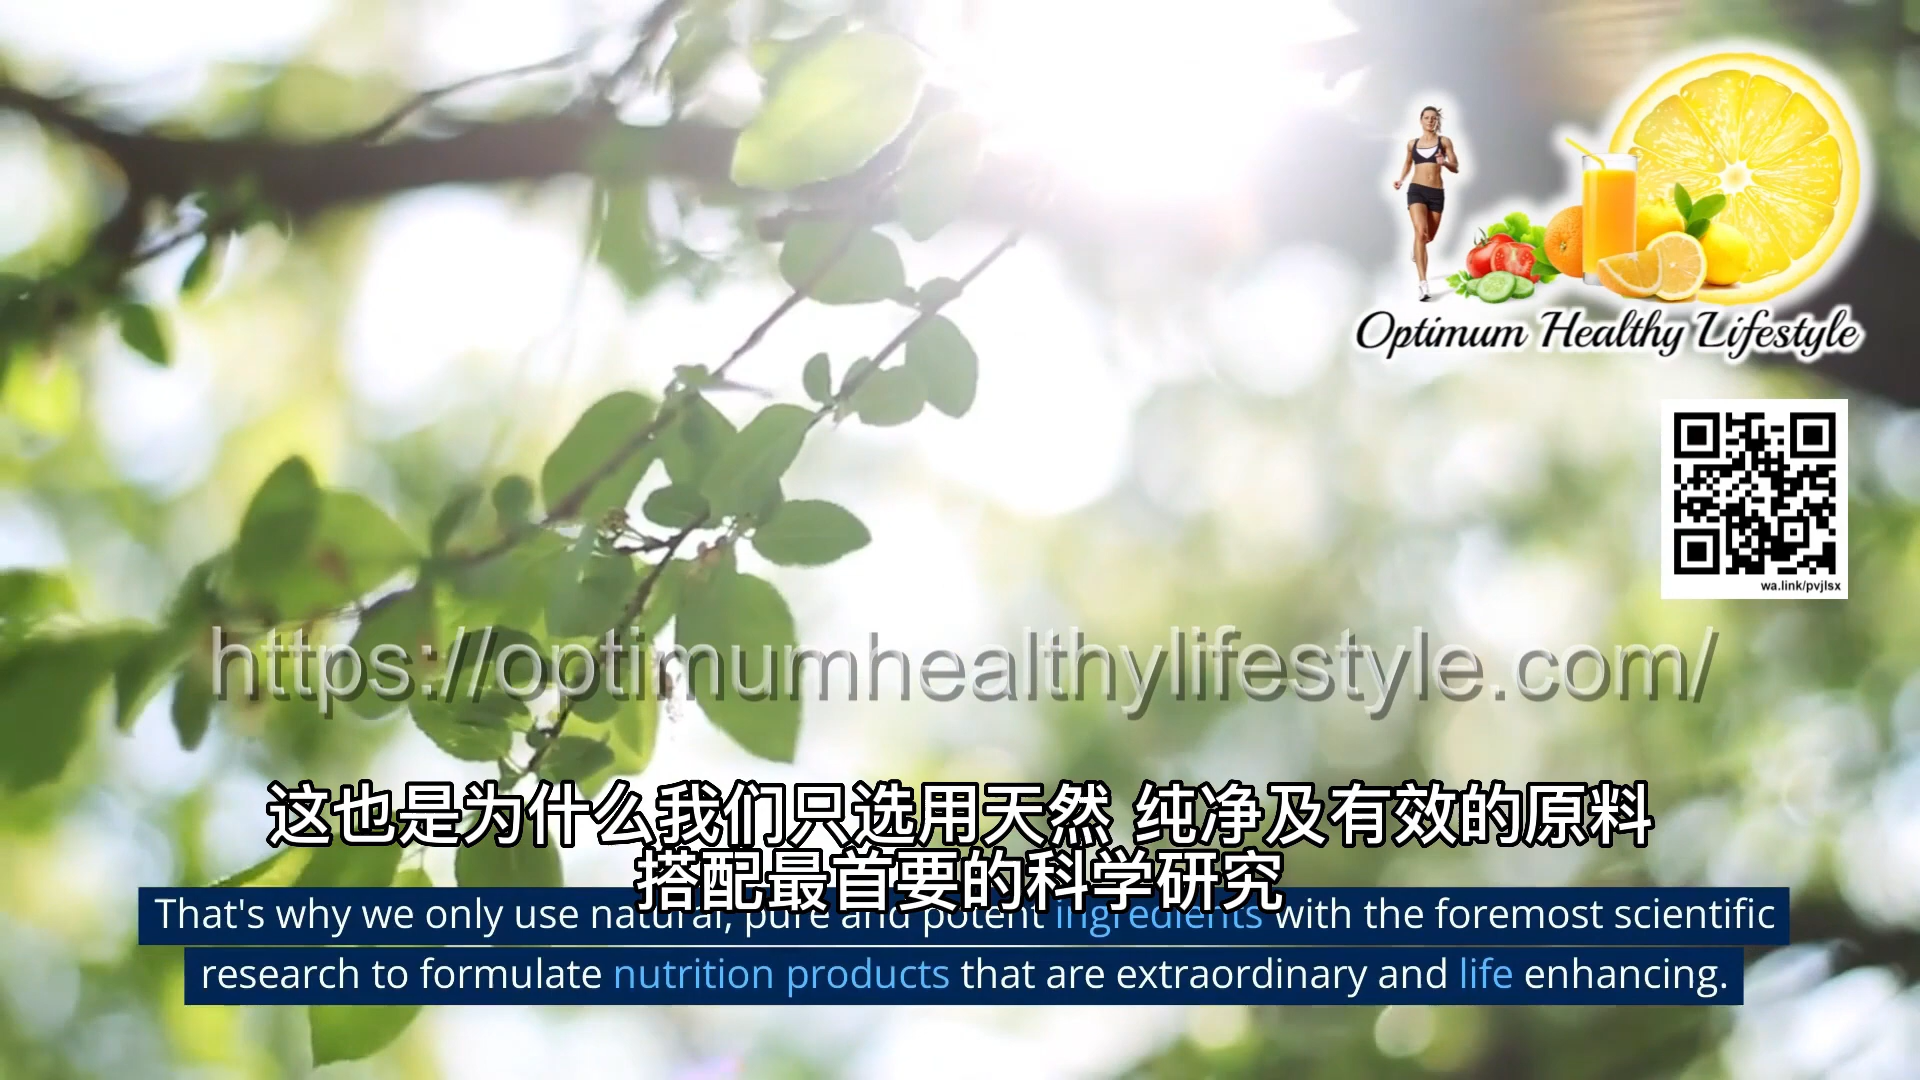 Optimum Healthy Lifestyle
wa.link/pvjlsx
https://optimumhealthylifestyle.com/
这也是为什么我们只选用天然 纯净及有效的原料
搭配最首要的科学研究
That's why we only use natural, pure and potent ingredients with the foremost scientific
research to formulate nutrition products that are extraordinary and life enhancing.